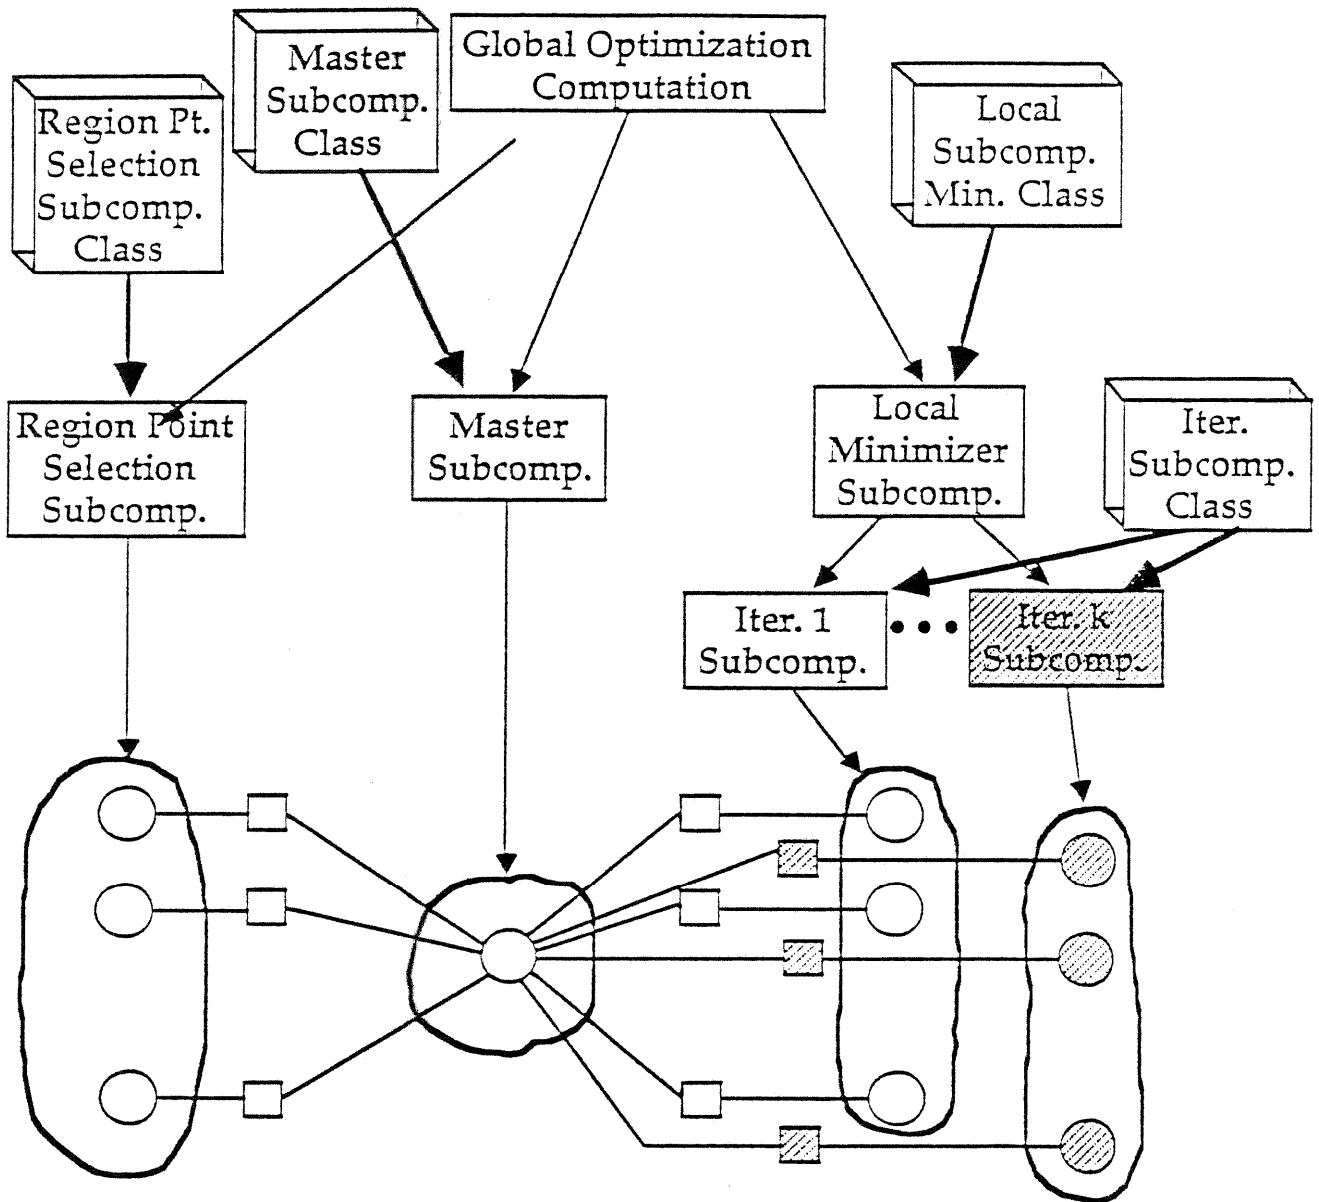 Global Optimization
Computation
Master
Subcomp.
Class
Region Pt.
Selection
Subcomp.
Class
Local
Subcomp.
Min. Class
Region Point
Selection
Subcomp.
Master
Subcomp.
Local
Minimizer
Subcomp.
Iter.
Subcomp.
Class
Iter. 1
Subcomp.
Iter. k
Subcomp.